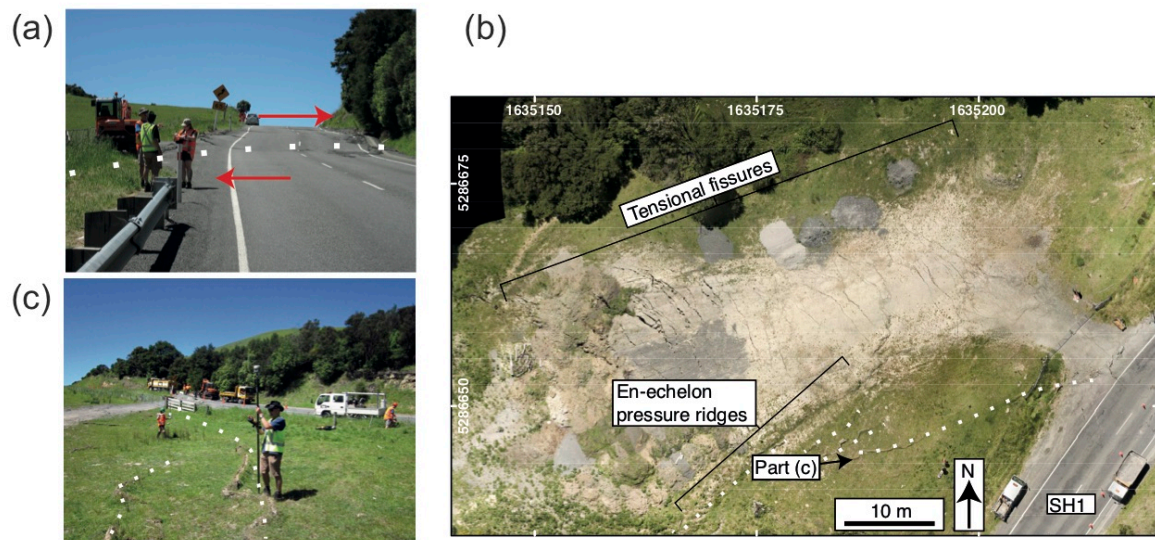 (a)
(b)
1635150
1635175
1635200
5286675
Tensional fissures
(c)
5286650
En-echelon
pressure ridges
Part (c)
10 m
N
SH1